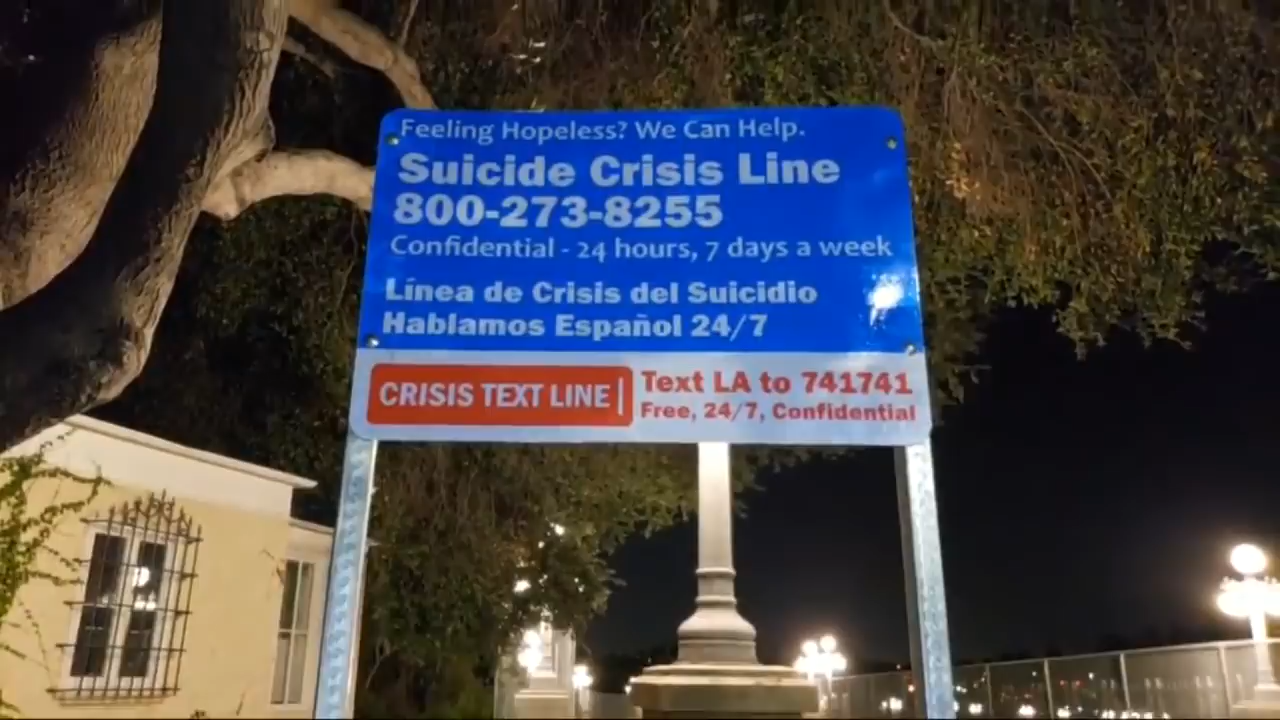 Feeling Hopeless? We Can Help.
Suicide Crisis Line
800-273-8255
Confidential - 24 hours, 7 days a week
Línea de Crisis del Suicidio
Hablamos Español 24/7
CRISIS TEXT LINE |
Text LA to 741741
Free, 24/7, Confidential